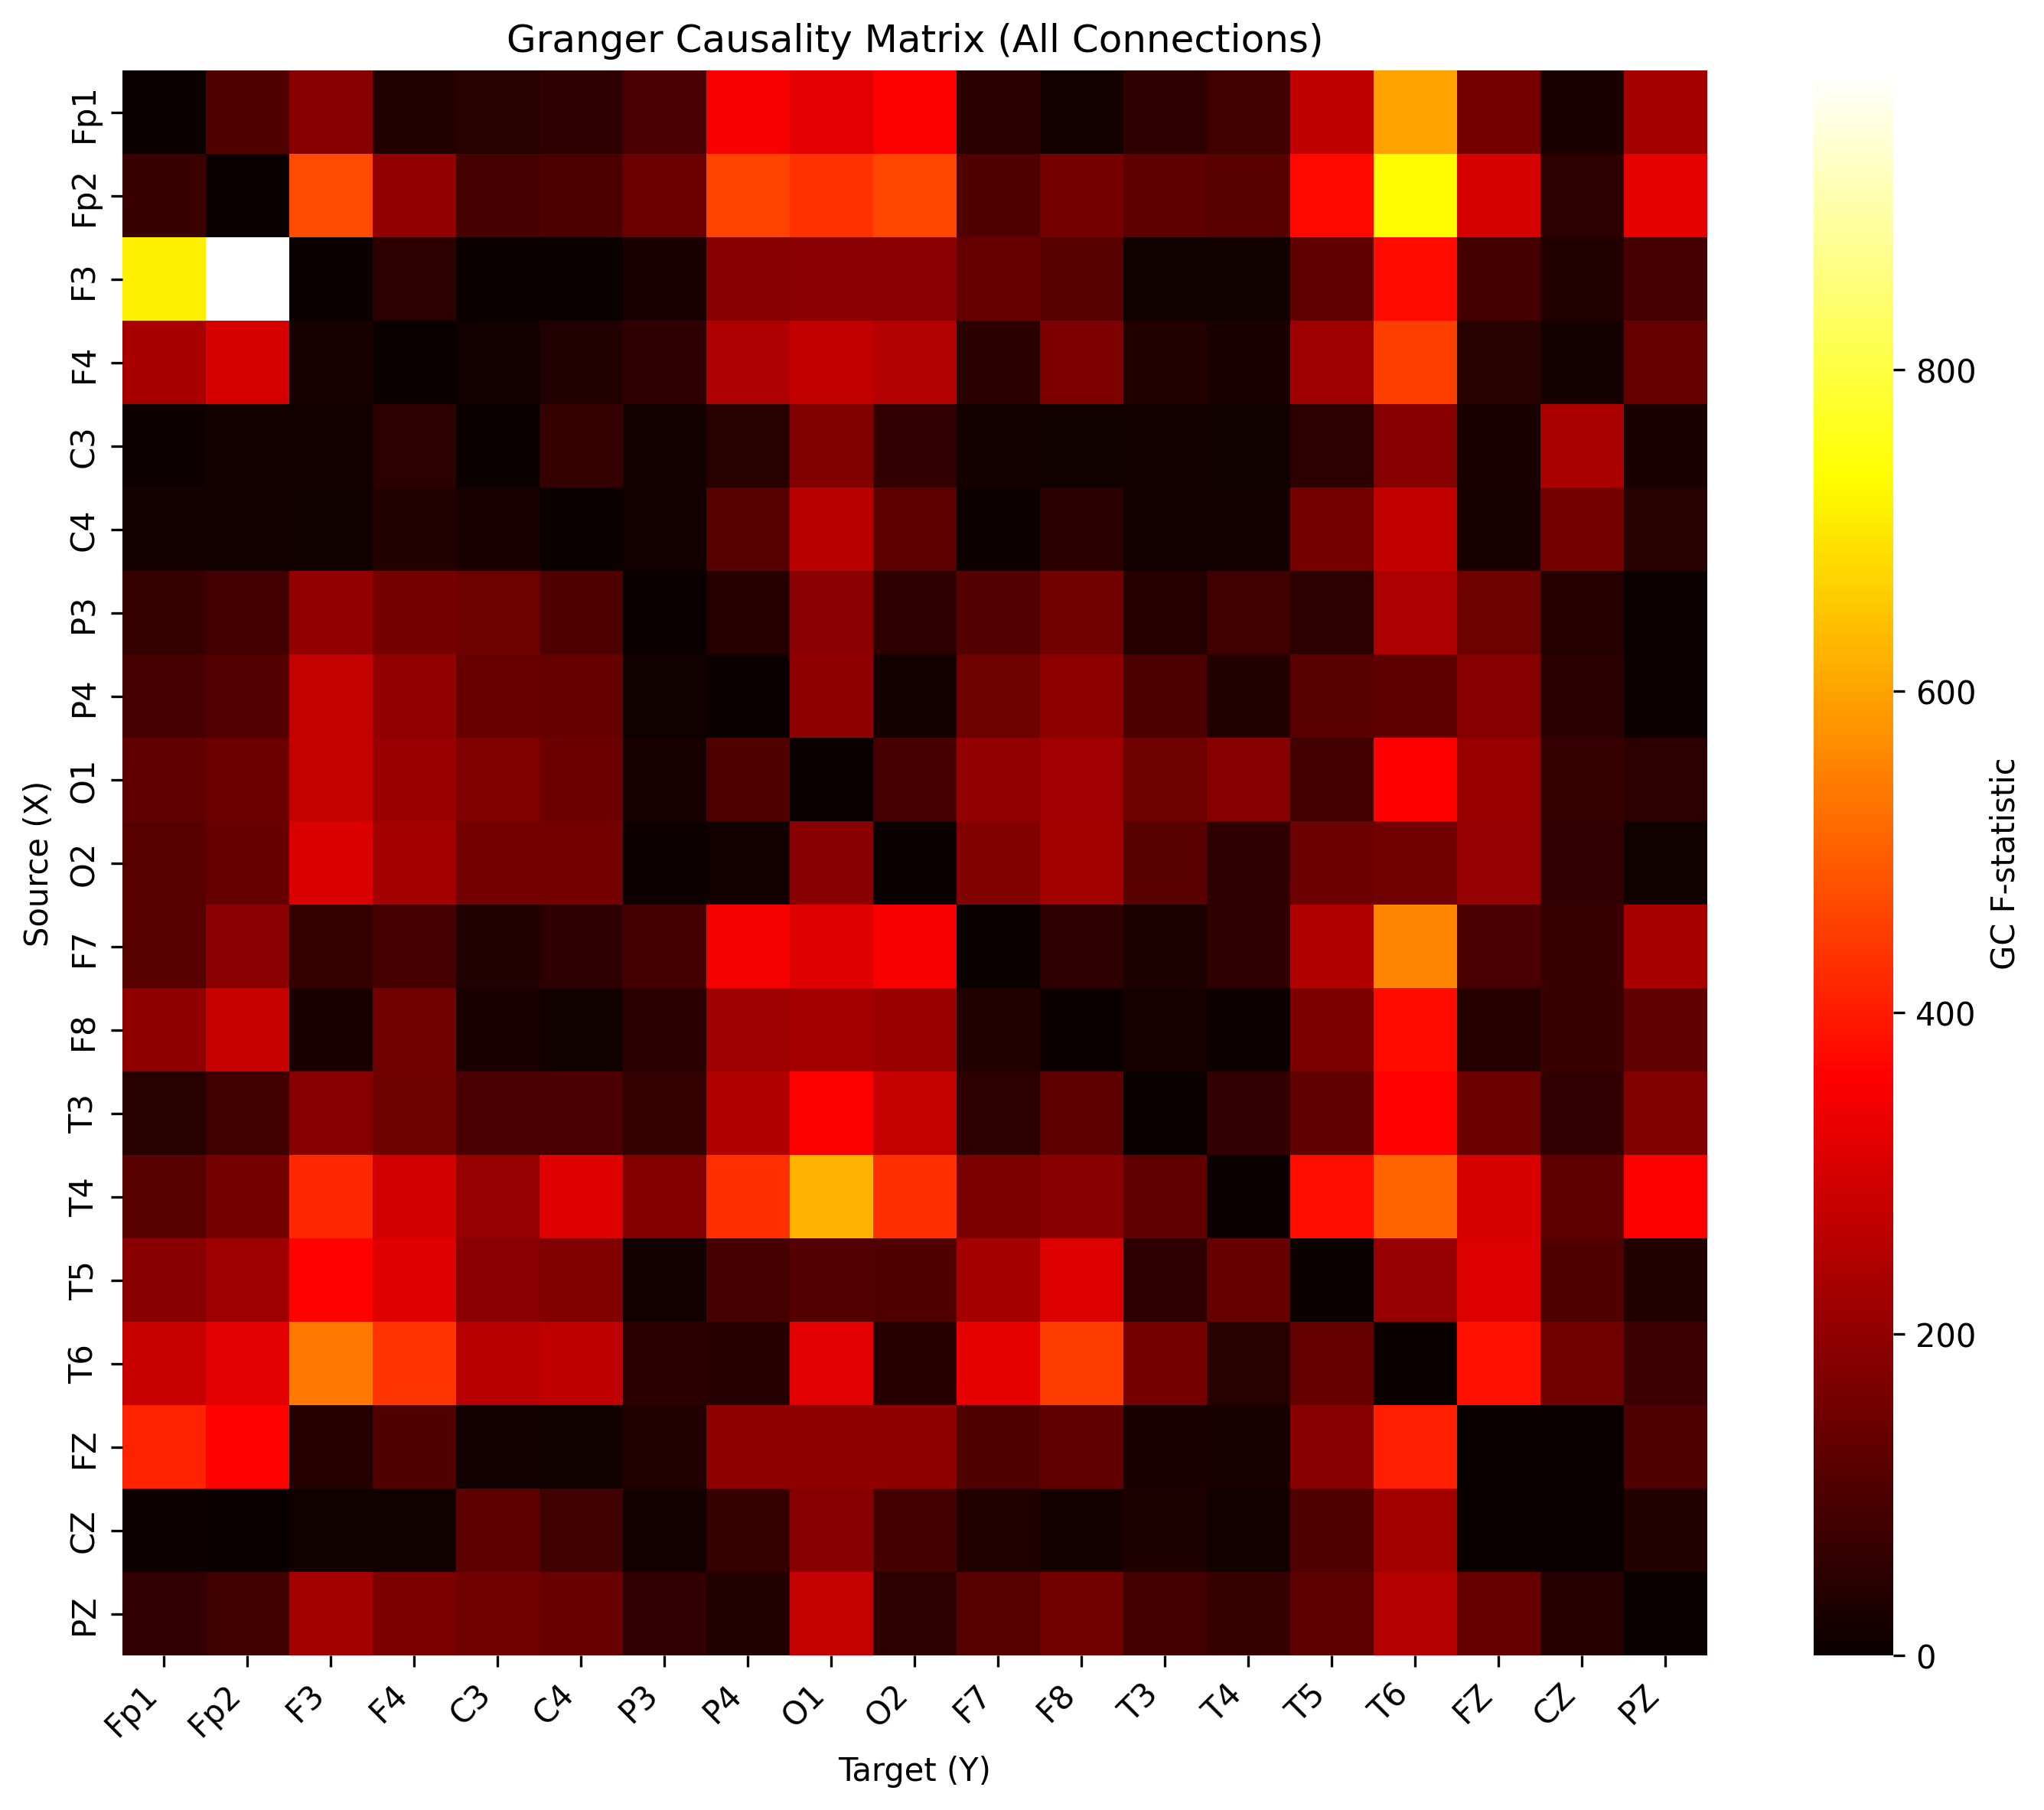 Granger Causality Matrix (All Connections)
Source (X)
Fp1
Fp2
F3
F4
C3
C4
P3
P4
O1
O2
F7
F8
T3
T4
T5
T6
FZ
CZ
PZ
Fp1 Fp2 F3 F4 C3 C4 P3 P4 O1 O2 F7 F8 T3 T4 T5 T6 FZ CZ PZ
Target (Y)
800
600
400
200
0
GC F-statistic